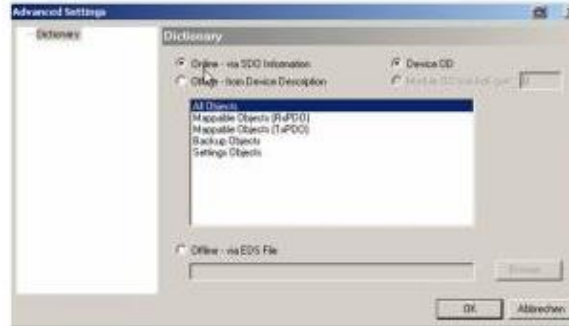 Advanced Settings
Dictionary
Dictionary
Online - via SDO Information
Device OD
Offline - from Device Description
All Objects
Mappable Objects (RxPDO)
Mappable Objects (TxPDO)
Backup Objects
Settings Objects
Offline - via EDS File
OK
Abbrechen